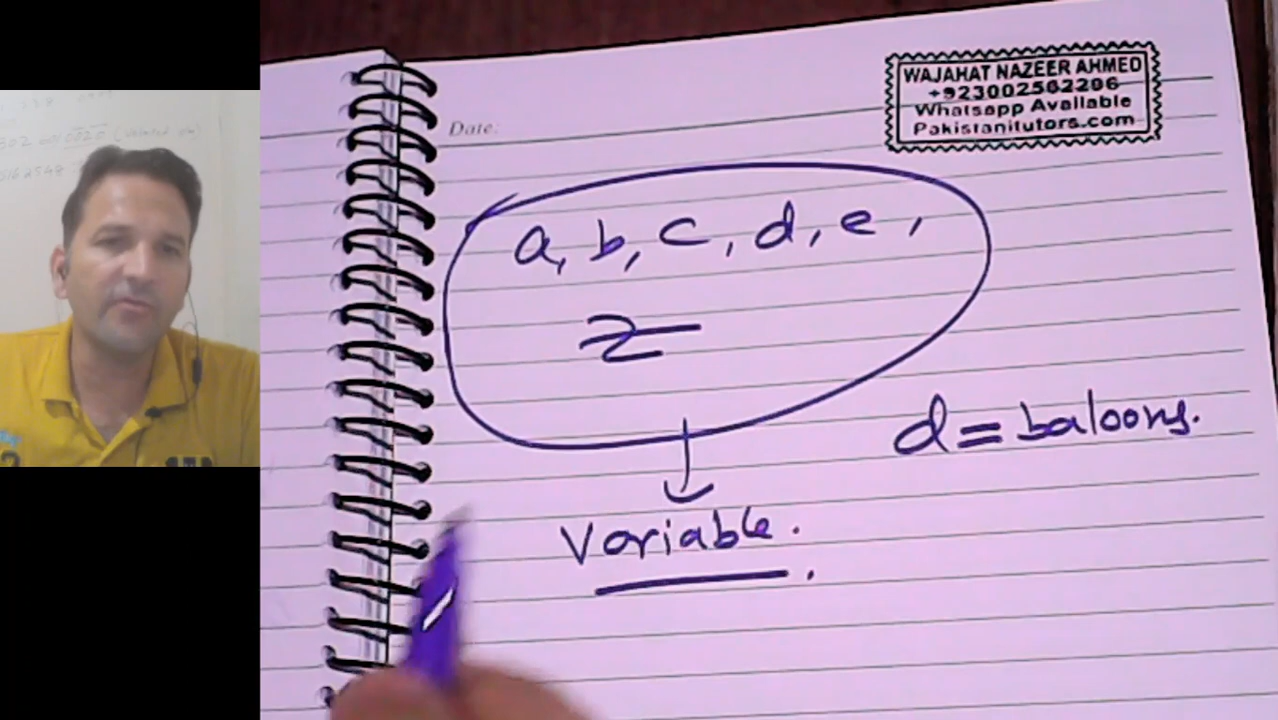 WAJAHAT NAZEER AHMED
+923002562206
Whatsapp Available
Pakistanitutors.com
Date:
a, b, c, d, e,
z
d = baloons.
Variable.